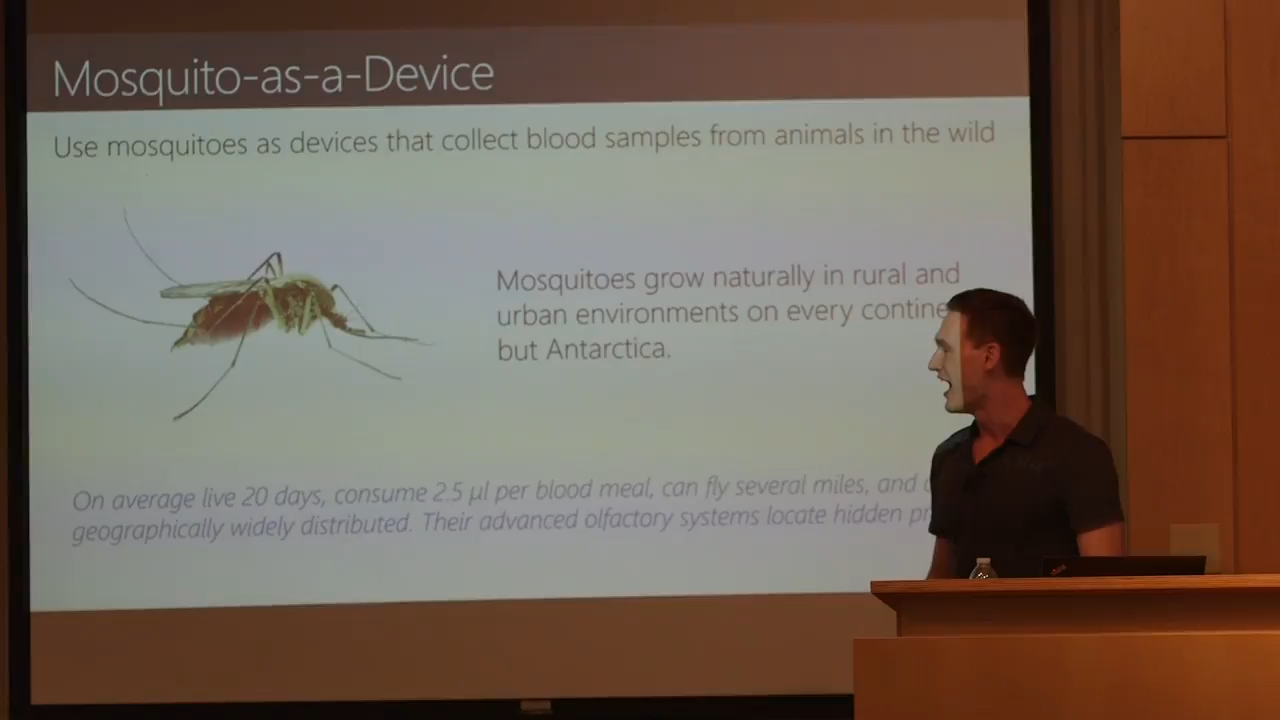 Mosquito-as-a-Device
Use mosquitoes as devices that collect blood samples from animals in the wild
Mosquitoes grow naturally in rural and
urban environments on every contine
but Antarctica.
On average live 20 days, consume 2.5 µl per blood meal, can fly several miles, and
geographically widely distributed. Their advanced olfactory systems locate hidden pr